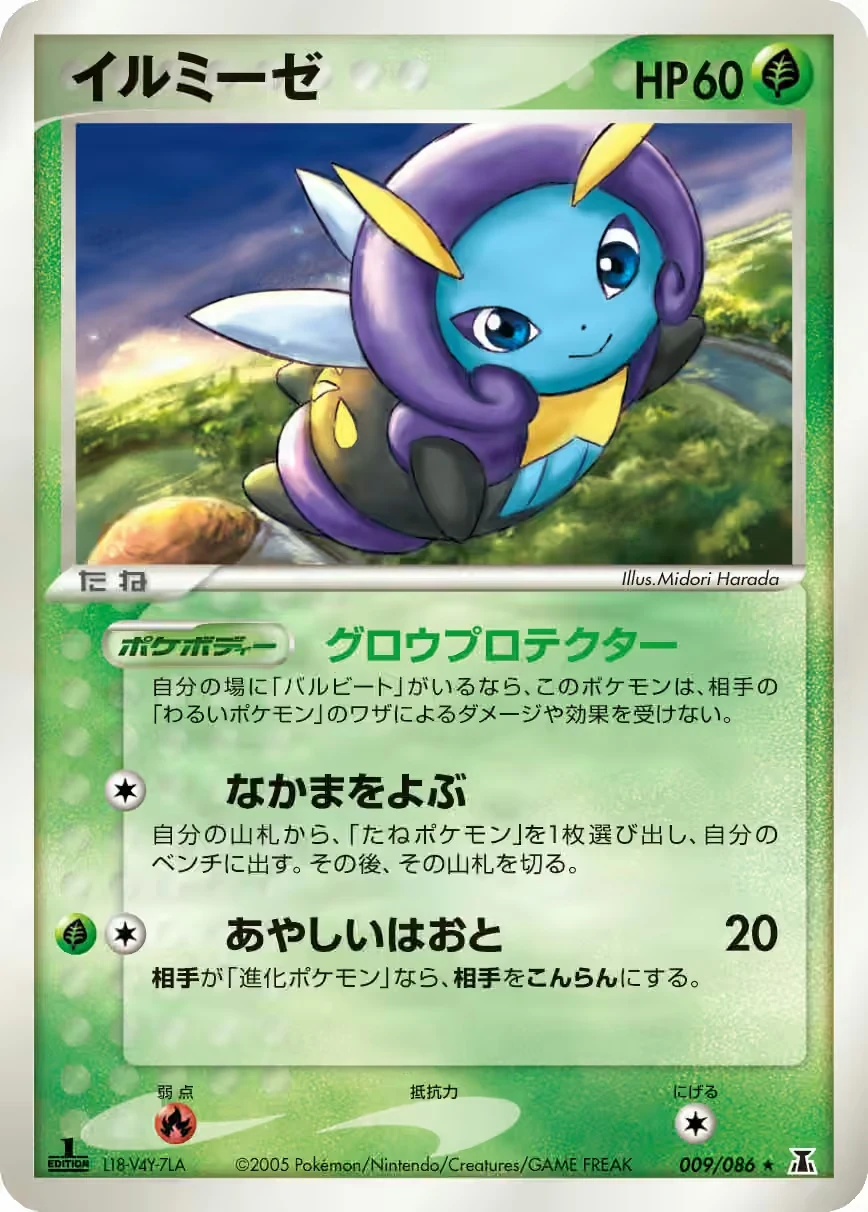 イルミーゼ HP60
たね Illus.Midori Harada
ポケボディー グロウプロテクター
自分の場に「バルビート」がいるなら、このポケモンは、相手の
「わるいポケモン」のワザによるダメージや効果を受けない。
なかまをよぶ
自分の山札から、「たねポケモン」を1枚選び出し、自分の
ベンチに出す。その後、その山札を切る。
あやしいはおと 20
相手が「進化ポケモン」なら、相手をこんらんにする。
弱点 抵抗力 にげる
1 EDITION L18-V4Y-7LA ©2005 Pokémon/Nintendo/Creatures/GAME FREAK 009/086 ★